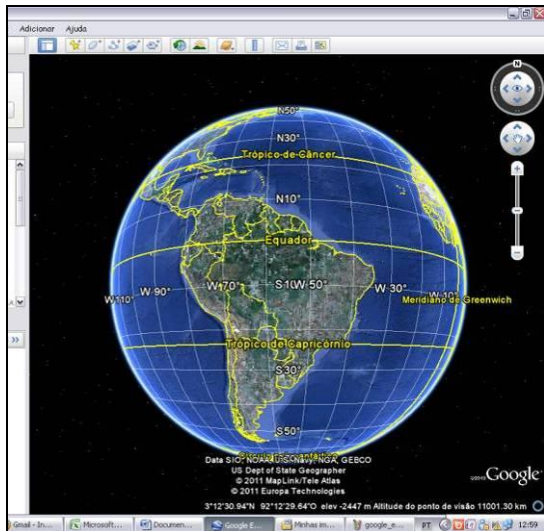 Adicionar Ajuda
N
N50°
N30°
Trópico de Câncer
N10°
Equador
W 110° W 90° W 70° S10 W 50° W 30° W 10°
Meridiano de Greenwich
Trópico de Capricórnio
S30°
S50°
Data SIO, NOAA, U.S. Navy, NGA, GEBCO
US Dept of State Geographer
© 2011 MapLink/Tele Atlas
© 2011 Europa Technologies
©2010 Google
3°12'30.94"N 92°12'29.64"O elev -2447 m Altitude do ponto de visão 11001.30 km
Gmail - In... Microsoft... Documen... Google E... Minhas im... google_e... PT 12:59